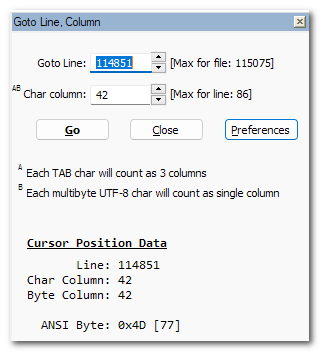 Goto Line, Column
Goto Line: 114851 [Max for file: 115075]
AB Char column: 42 [Max for line: 86]
Go Close Preferences
A Each TAB char will count as 3 columns
B Each multibyte UTF-8 char will count as single column
Cursor Position Data
Line: 114851
Char Column: 42
Byte Column: 42
ANSI Byte: 0x4D [77]